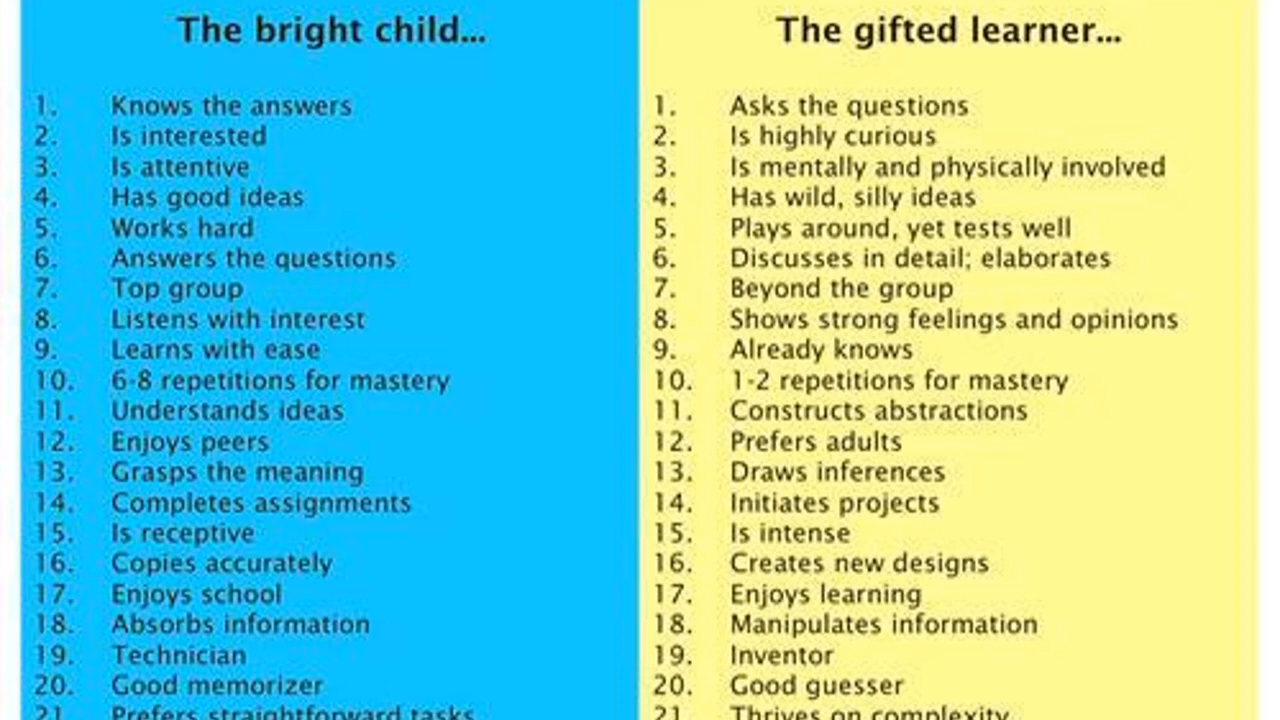 The bright child...
1. Knows the answers
2. Is interested
3. Is attentive
4. Has good ideas
5. Works hard
6. Answers the questions
7. Top group
8. Listens with interest
9. Learns with ease
10. 6-8 repetitions for mastery
11. Understands ideas
12. Enjoys peers
13. Grasps the meaning
14. Completes assignments
15. Is receptive
16. Copies accurately
17. Enjoys school
18. Absorbs information
19. Technician
20. Good memorizer
21. Prefers straightforward tasks
The gifted learner...
1. Asks the questions
2. Is highly curious
3. Is mentally and physically involved
4. Has wild, silly ideas
5. Plays around, yet tests well
6. Discusses in detail; elaborates
7. Beyond the group
8. Shows strong feelings and opinions
9. Already knows
10. 1-2 repetitions for mastery
11. Constructs abstractions
12. Prefers adults
13. Draws inferences
14. Initiates projects
15. Is intense
16. Creates new designs
17. Enjoys learning
18. Manipulates information
19. Inventor
20. Good guesser
21. Thrives on complexity